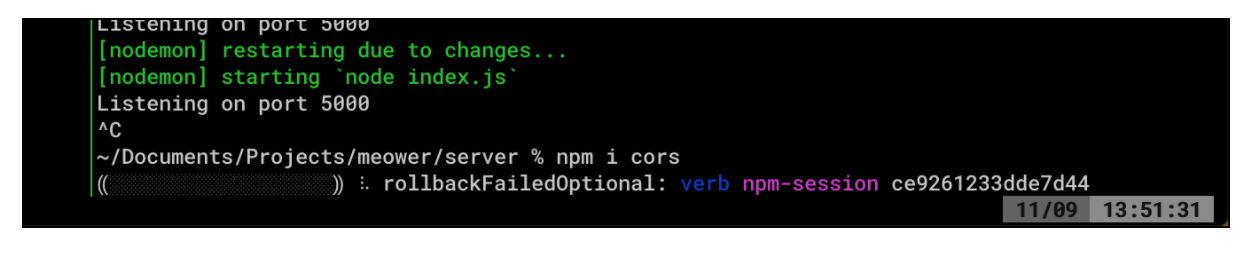 Listening on port 5000
[nodemon] restarting due to changes...
[nodemon] starting `node index.js`
Listening on port 5000
^C
~/Documents/Projects/meower/server % npm i cors
((░░░░░░░░░░░░░░░░░░)) ⠧ rollbackFailedOptional: verb npm-session ce9261233dde7d44
11/09 13:51:31